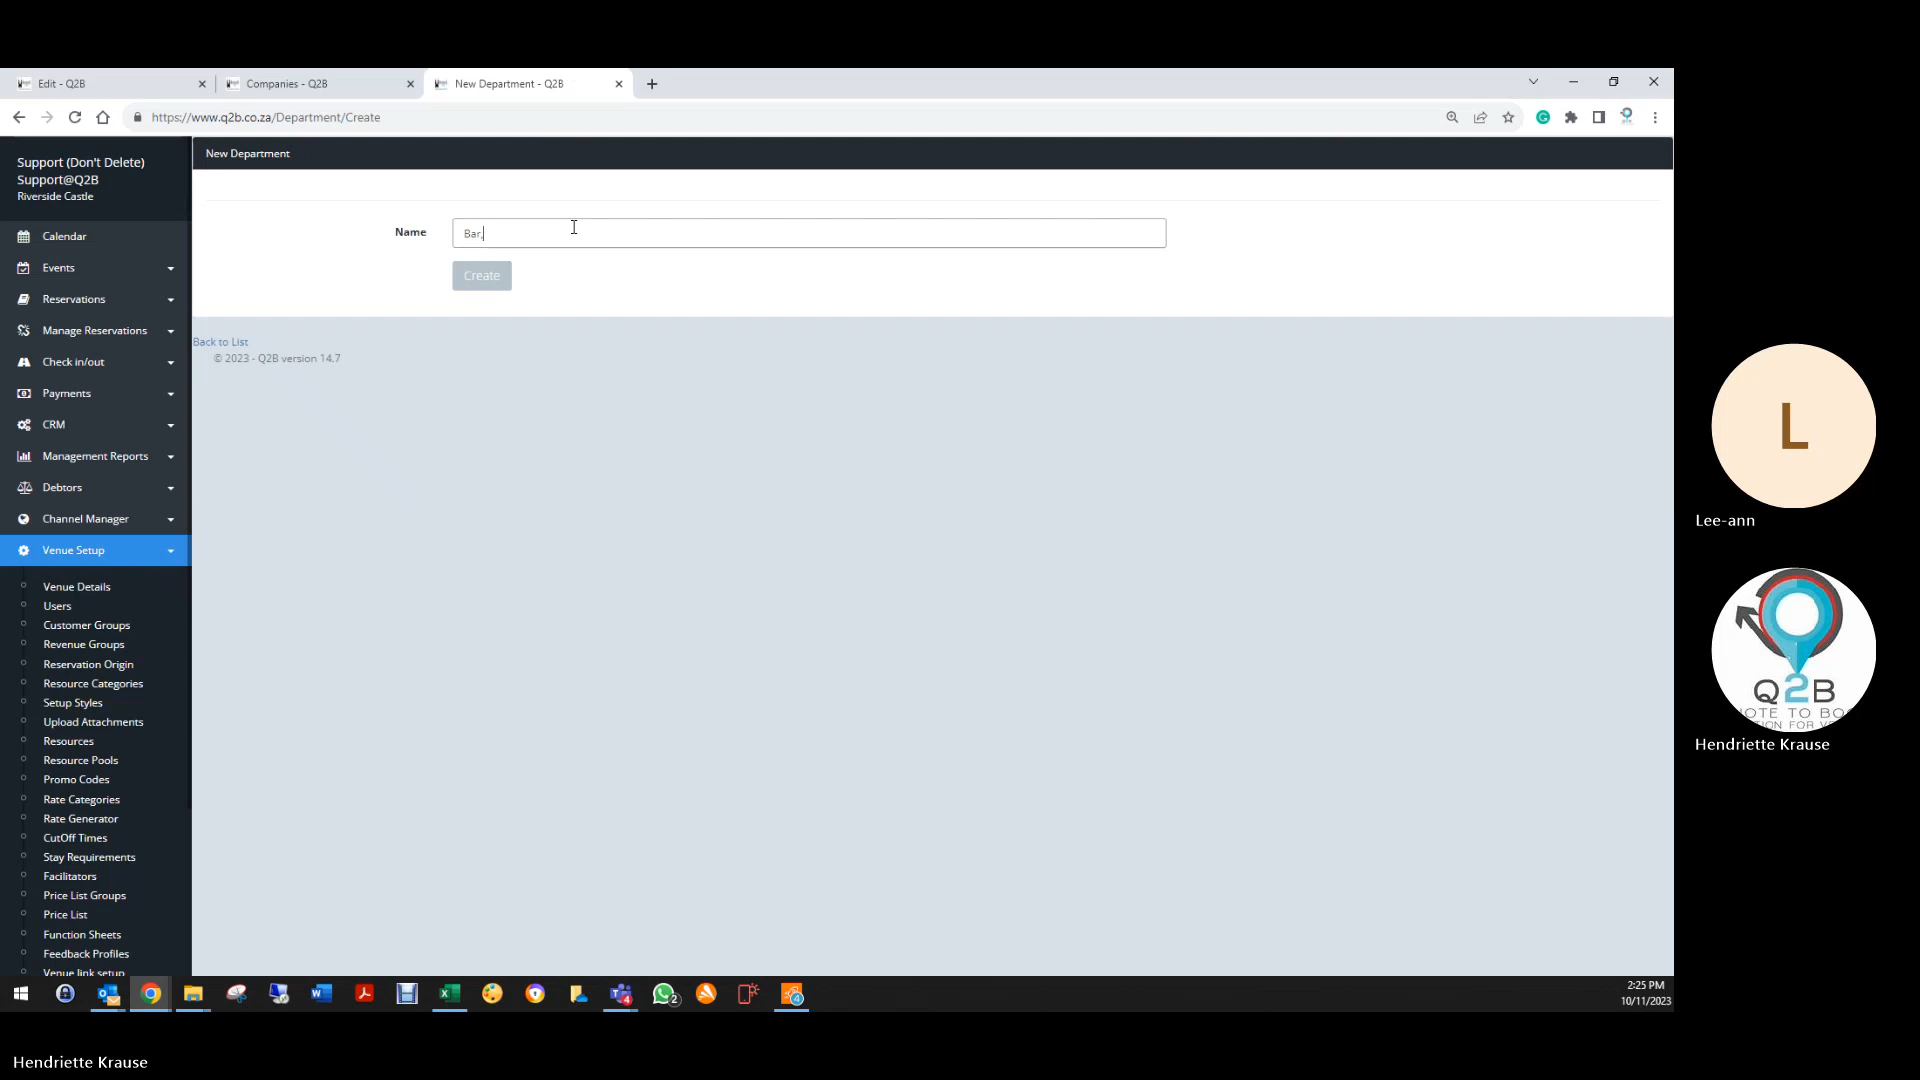 Edit - Q2B
Companies - Q2B
New Department - Q2B
https://www.q2b.co.za/Department/Create
Support (Don't Delete)
Support@Q2B
Riverside Castle
New Department
Calendar
Name
Bar,
Events
Create
Reservations
Manage Reservations
Back to List
© 2023 - Q2B version 14.7
Check in/out
Payments
CRM
Management Reports
Debtors
Channel Manager
Venue Setup
Venue Details
Users
Customer Groups
Revenue Groups
Reservation Origin
Resource Categories
Setup Styles
Upload Attachments
Resources
Resource Pools
Promo Codes
Rate Categories
Rate Generator
CutOff Times
Stay Requirements
Facilitators
Price List Groups
Price List
Function Sheets
Feedback Profiles
Venue link setup
L
Lee-ann
Q2B
Hendriette Krause
2:25 PM
10/11/2023
Hendriette Krause